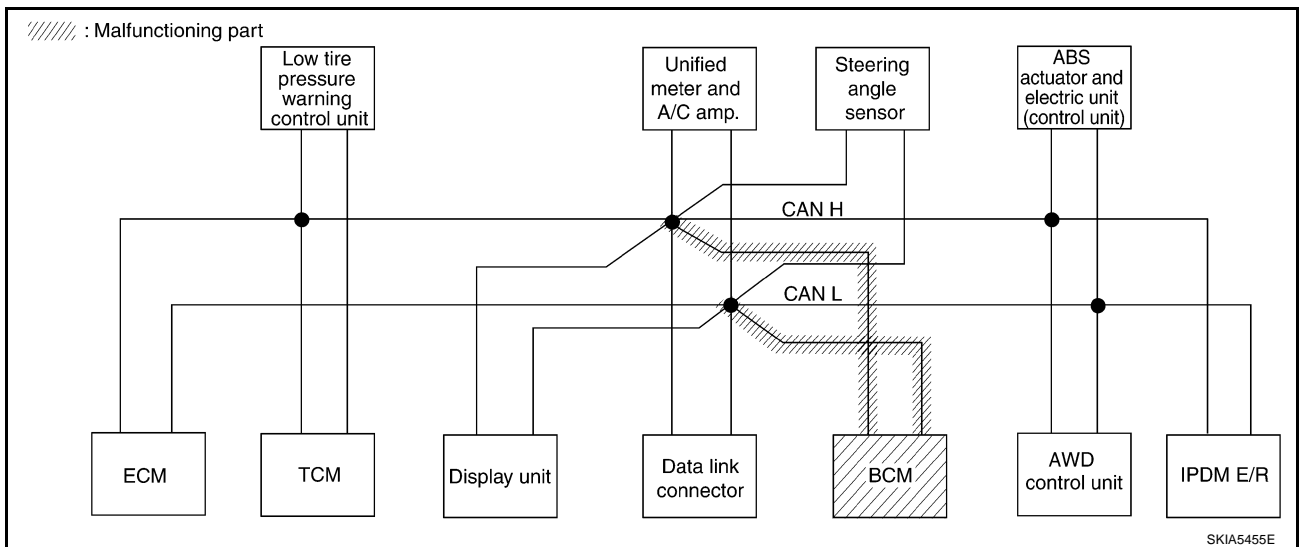 : Malfunctioning part
Low tire
pressure
warning
control unit
Unified
meter and
A/C amp.
Steering
angle
sensor
ABS
actuator and
electric unit
(control unit)
CAN H
CAN L
ECM
TCM
Display unit
Data link
connector
BCM
AWD
control unit
IPDM E/R
SKIA5455E